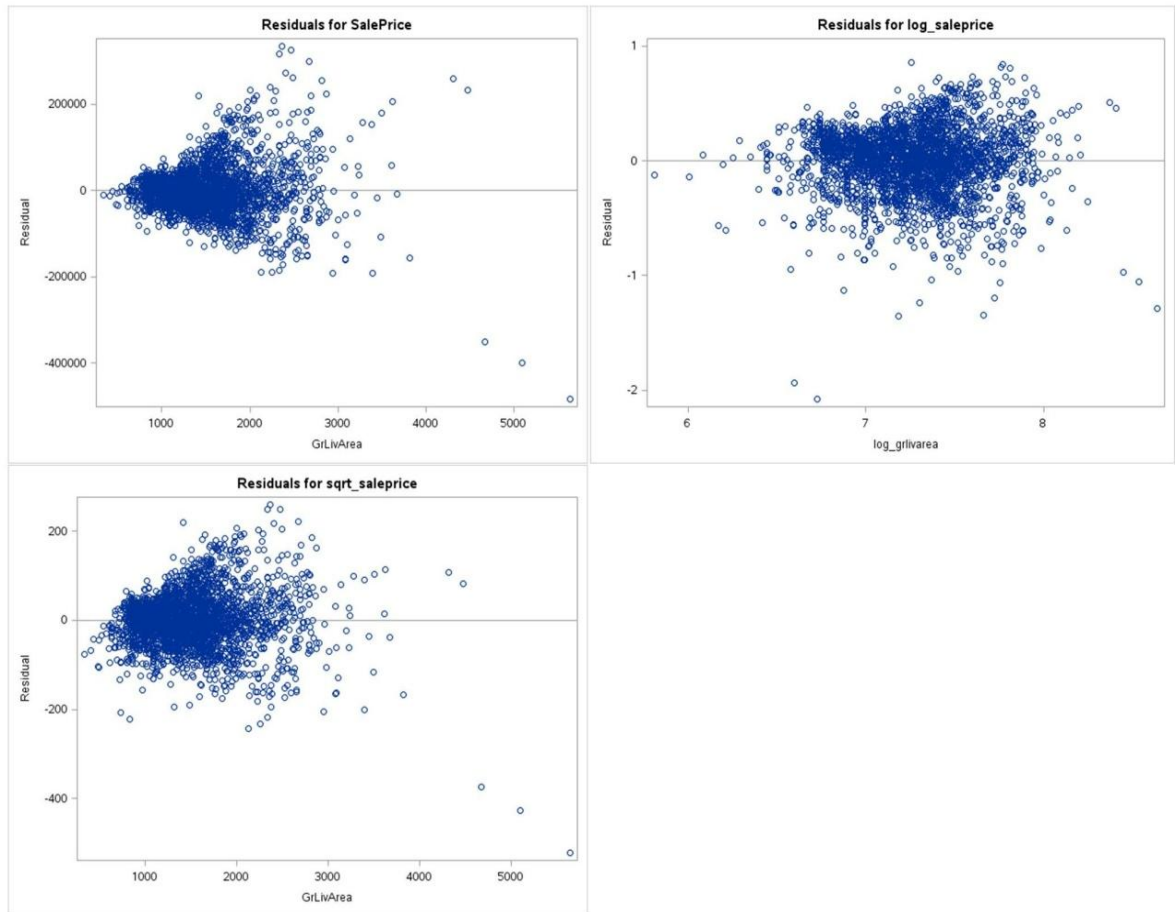 Residuals for SalePrice
200000
0
-200000
-400000
Residual
1000 2000 3000 4000 5000
GrLivArea
Residuals for log_saleprice
1
0
-1
-2
Residual
6 7 8
log_grlivarea
Residuals for sqrt_saleprice
200
0
-200
-400
Residual
1000 2000 3000 4000 5000
GrLivArea